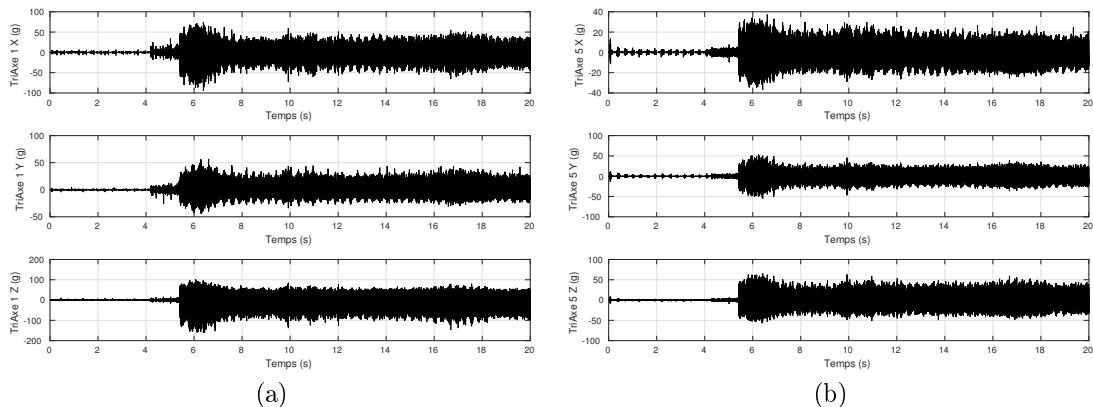 TriAxe 1 X (g)
100
50
0
-50
-100
0 2 4 6 8 10 12 14 16 18 20
Temps (s)
TriAxe 1 Y (g)
100
50
0
-50
0 2 4 6 8 10 12 14 16 18 20
Temps (s)
TriAxe 1 Z (g)
200
100
0
-100
-200
0 2 4 6 8 10 12 14 16 18 20
Temps (s)
(a)
TriAxe 5 X (g)
40
20
0
-20
-40
0 2 4 6 8 10 12 14 16 18 20
Temps (s)
TriAxe 5 Y (g)
100
50
0
-50
-100
0 2 4 6 8 10 12 14 16 18 20
Temps (s)
TriAxe 5 Z (g)
100
50
0
-50
-100
0 2 4 6 8 10 12 14 16 18 20
Temps (s)
(b)